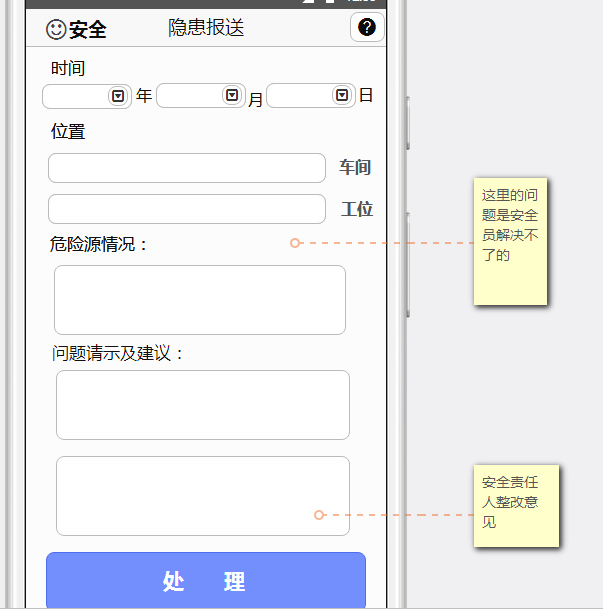 安全 隐患报送 ?
时间
年 月 日
位置
车间
工位
危险源情况：
问题请示及建议：
处 理
这里的问
题是安全
员解决不
了的
安全责任
人整改意
见